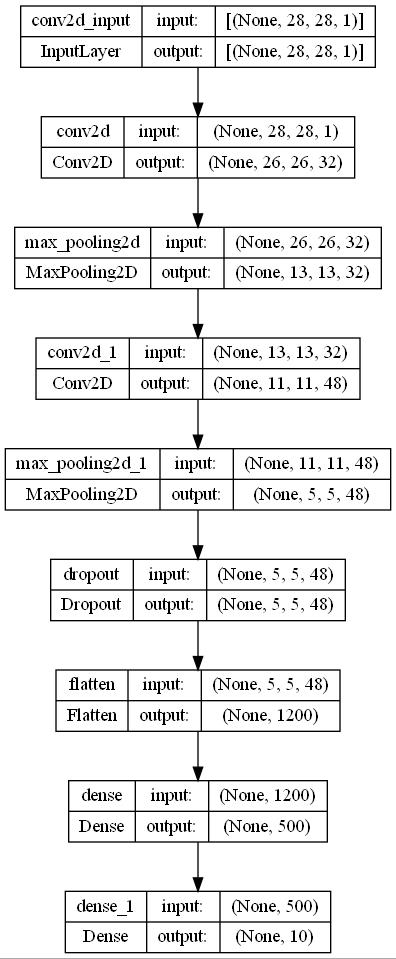 conv2d_input input: [(None, 28, 28, 1)]
InputLayer output: [(None, 28, 28, 1)]
conv2d input: (None, 28, 28, 1)
Conv2D output: (None, 26, 26, 32)
max_pooling2d input: (None, 26, 26, 32)
MaxPooling2D output: (None, 13, 13, 32)
conv2d_1 input: (None, 13, 13, 32)
Conv2D output: (None, 11, 11, 48)
max_pooling2d_1 input: (None, 11, 11, 48)
MaxPooling2D output: (None, 5, 5, 48)
dropout input: (None, 5, 5, 48)
Dropout output: (None, 5, 5, 48)
flatten input: (None, 5, 5, 48)
Flatten output: (None, 1200)
dense input: (None, 1200)
Dense output: (None, 500)
dense_1 input: (None, 500)
Dense output: (None, 10)